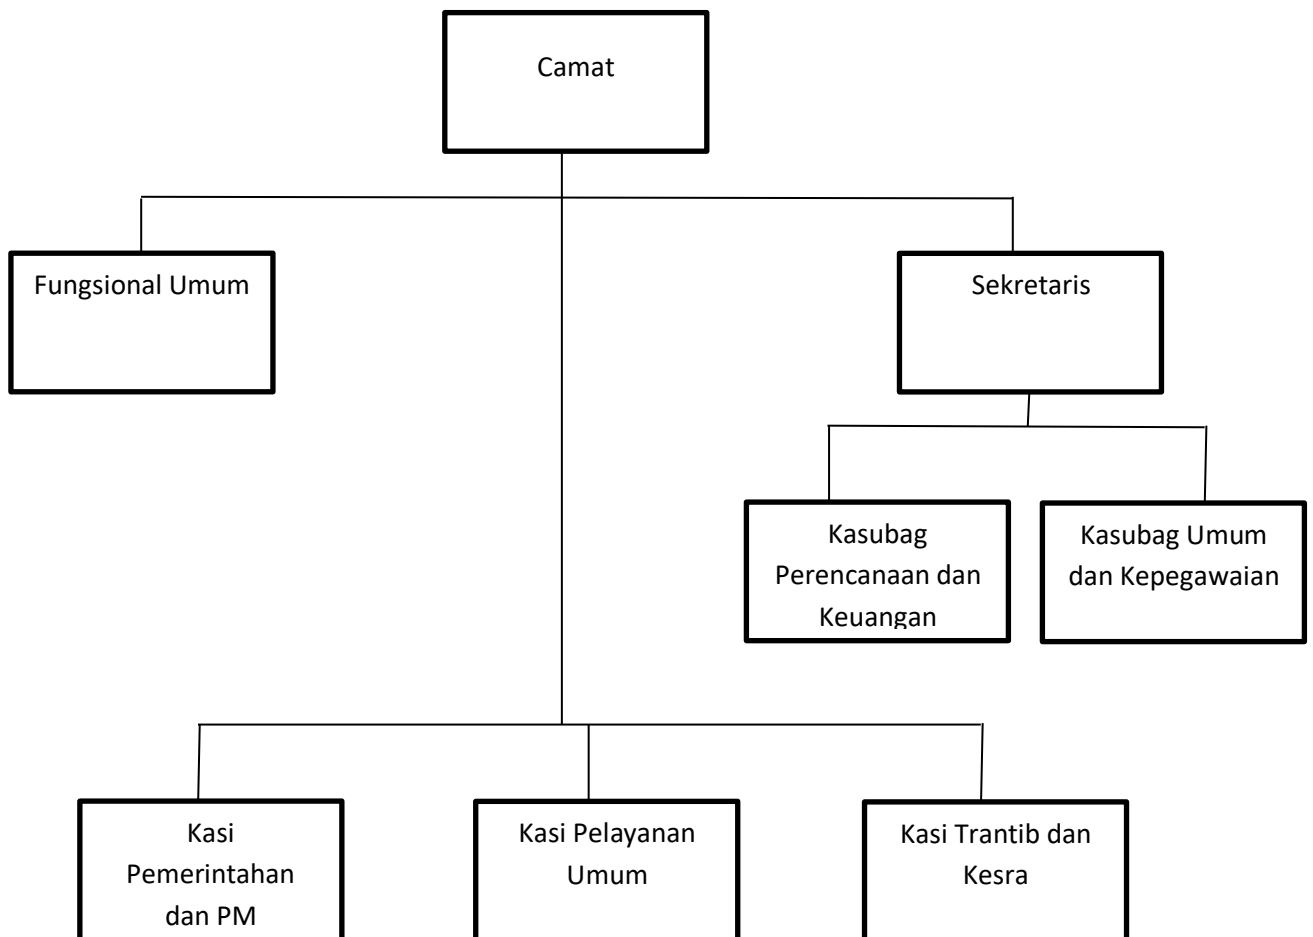 Camat
Fungsional Umum
Sekretaris
Kasubag
Perencanaan dan
Keuangan
Kasubag Umum
dan Kepegawaian
Kasi
Pemerintahan
dan PM
Kasi Pelayanan
Umum
Kasi Trantib dan
Kesra